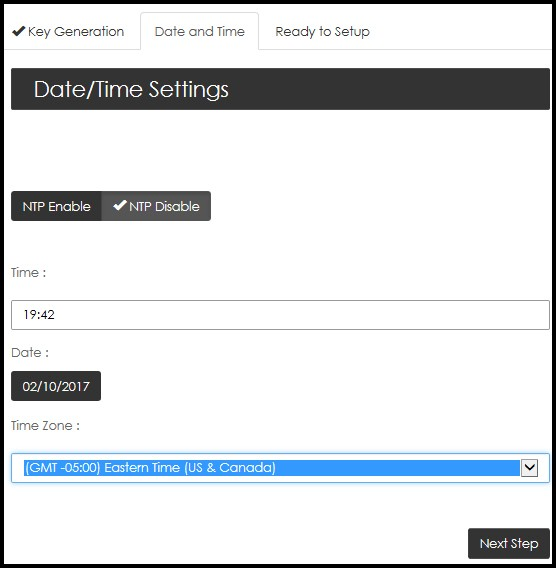 Key Generation Date and Time Ready to Setup
Date/Time Settings
NTP Enable NTP Disable
Time :
19:42
Date :
02/10/2017
Time Zone :
(GMT -05:00) Eastern Time (US & Canada)
Next Step